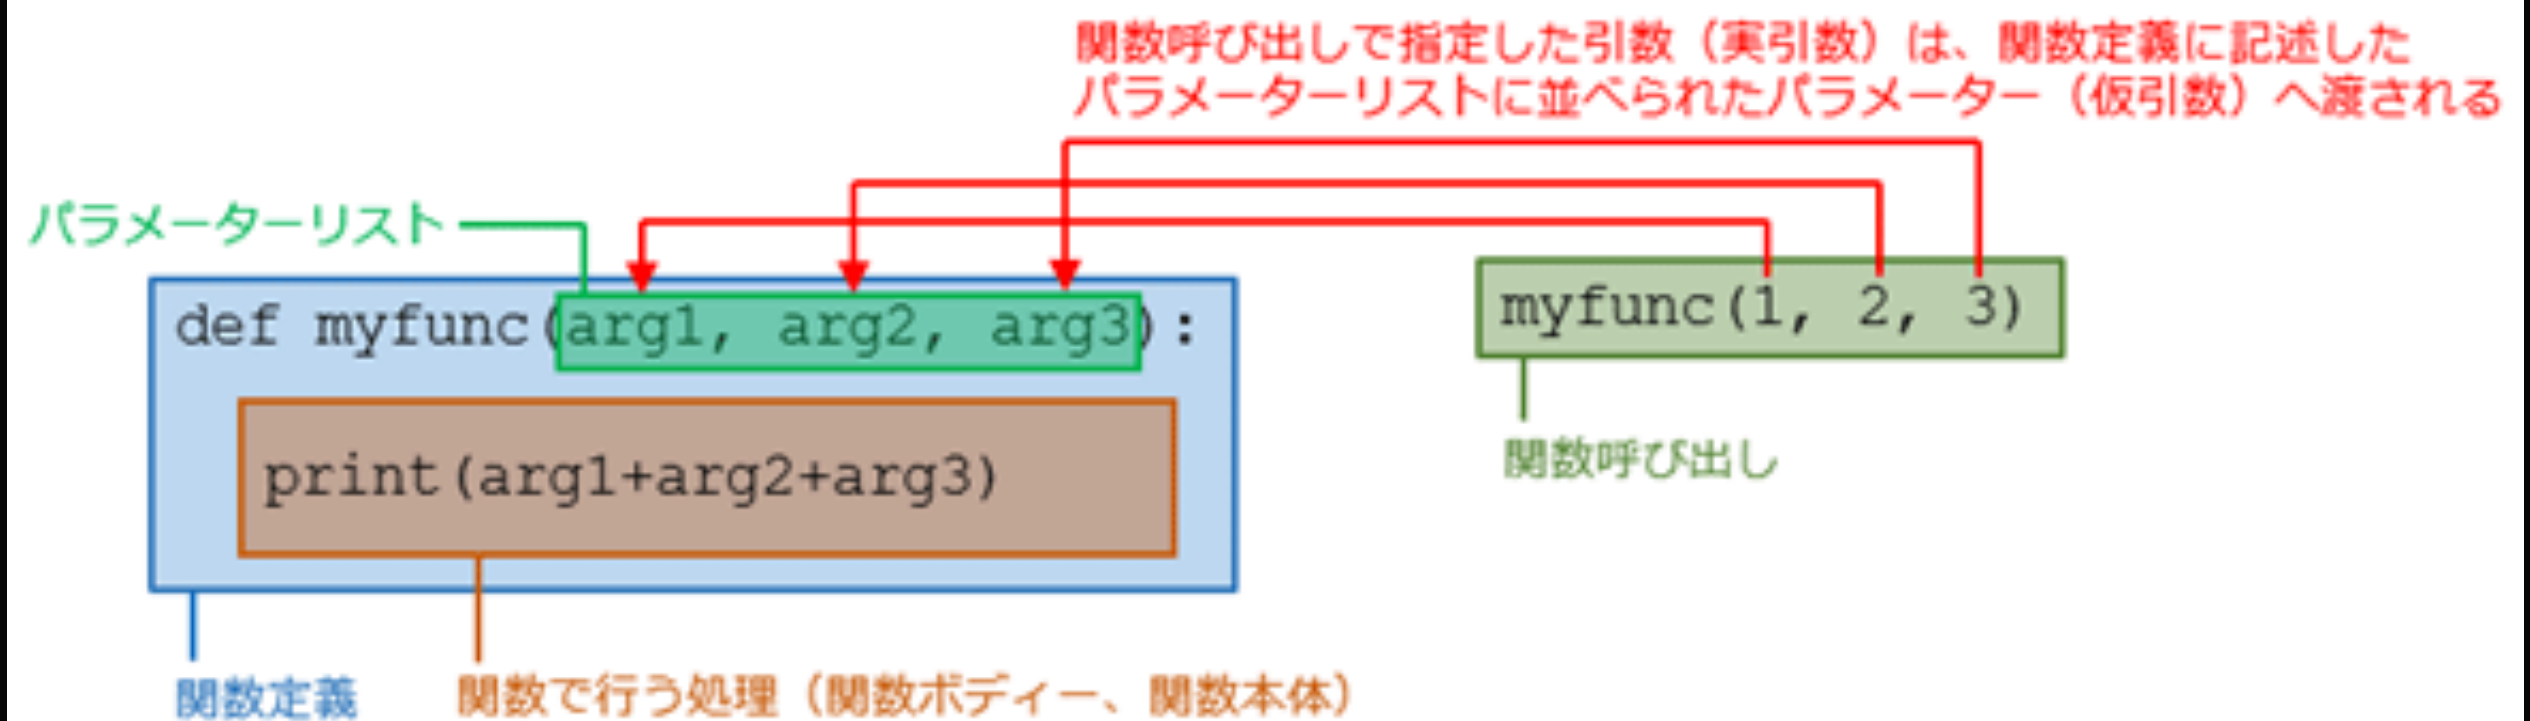 関数呼び出しで指定した引数（実引数）は、関数定義に記述した
パラメーターリストに並べられたパラメーター（仮引数）へ渡される
パラメーターリスト
def myfunc(arg1, arg2, arg3):
myfunc(1, 2, 3)
print(arg1+arg2+arg3)
関数呼び出し
関数定義
関数で行う処理（関数ボディー、関数本体）